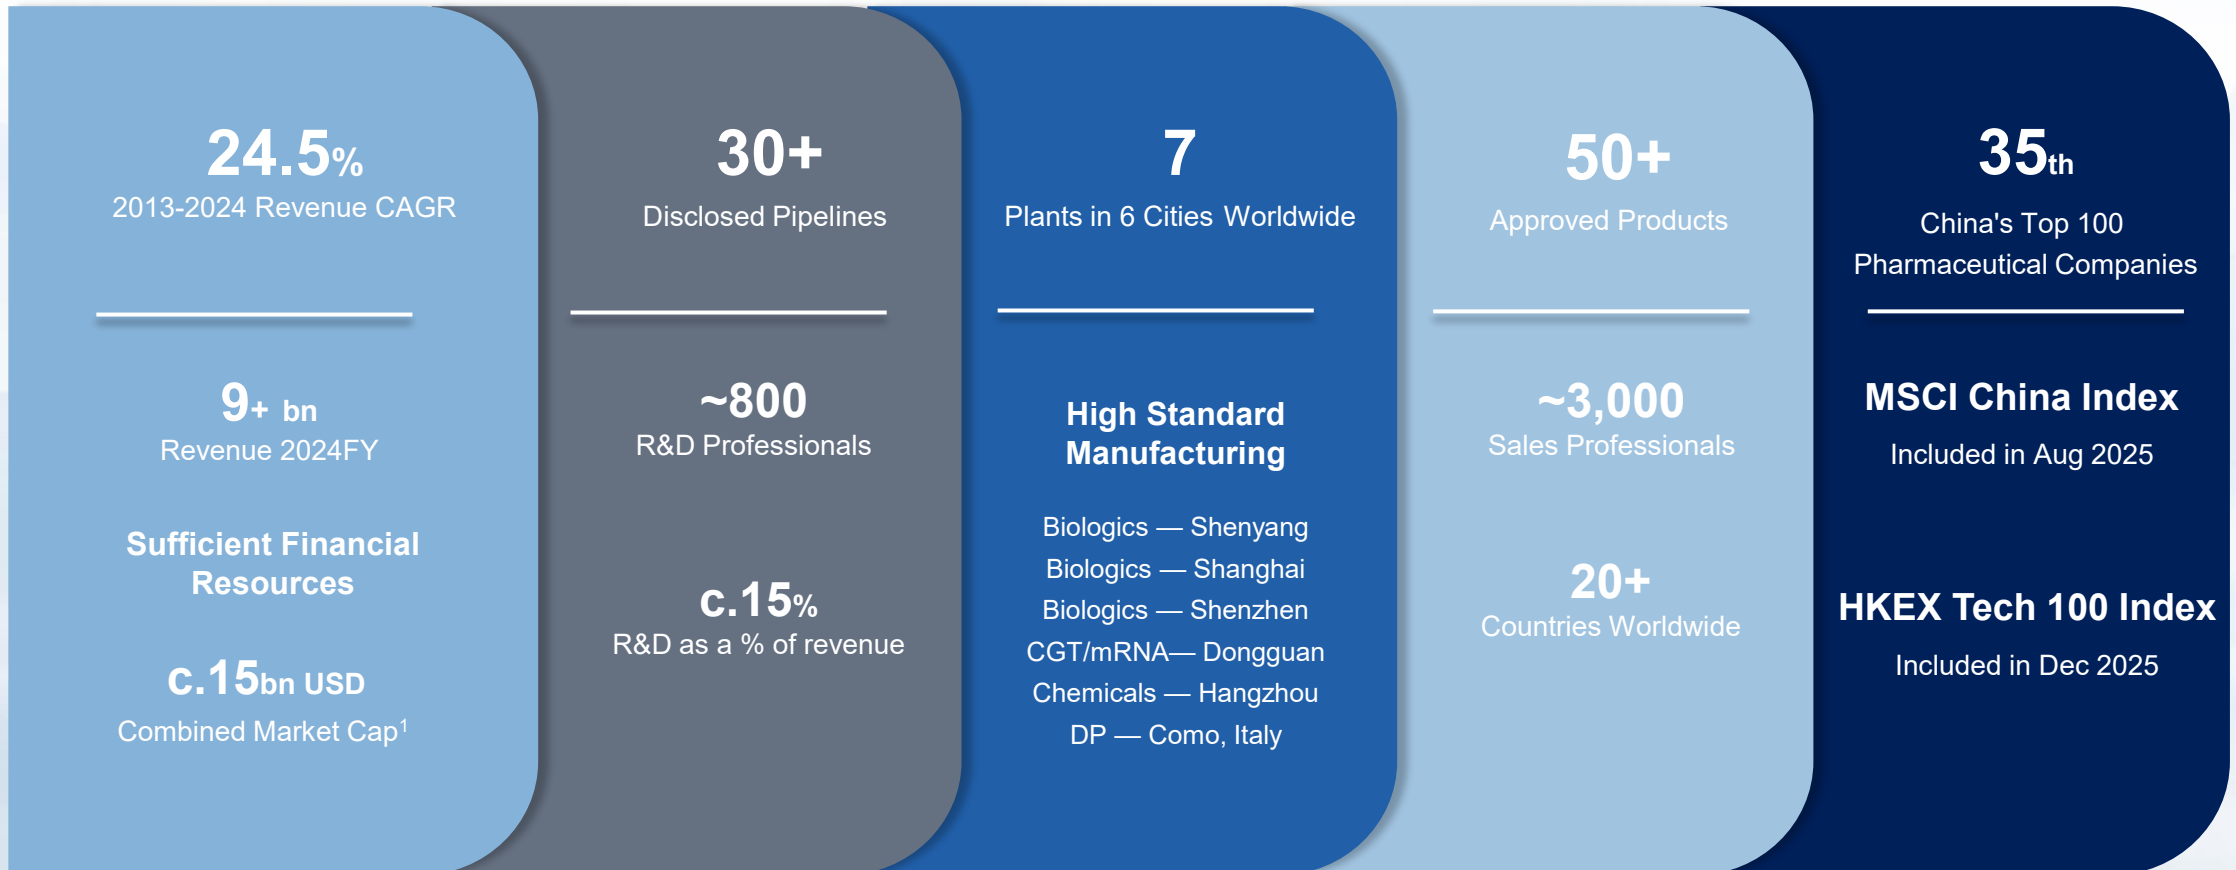 24.5%
2013-2024 Revenue CAGR
9+ bn
Revenue 2024FY
Sufficient Financial
Resources
c.15bn USD
Combined Market Cap¹
30+
Disclosed Pipelines
~800
R&D Professionals
c.15%
R&D as a % of revenue
7
Plants in 6 Cities Worldwide
High Standard
Manufacturing
Biologics — Shenyang
Biologics — Shanghai
Biologics — Shenzhen
CGT/mRNA— Dongguan
Chemicals — Hangzhou
DP — Como, Italy
50+
Approved Products
~3,000
Sales Professionals
20+
Countries Worldwide
35th
China's Top 100
Pharmaceutical Companies
MSCI China Index
Included in Aug 2025
HKEX Tech 100 Index
Included in Dec 2025